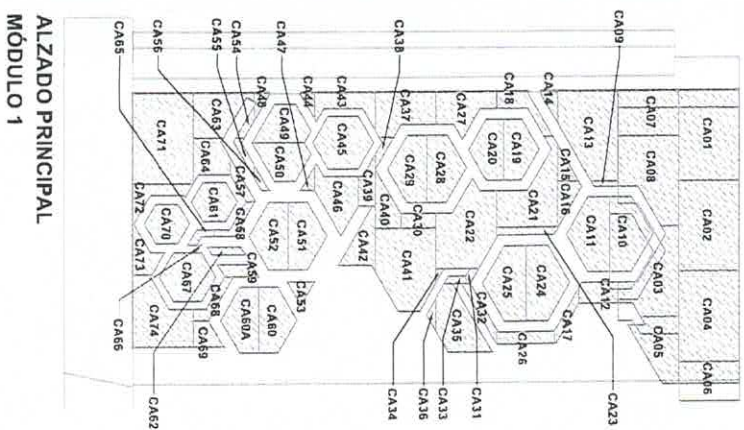 ALZADO PRINCIPAL
MÓDULO 1
CA01
CA02
CA04
CA06
CA07
CA08
CA03
CA05
CA09
CA13
CA10
CA11
CA12
CA14
CA15
CA16
CA17
CA18
CA19
CA20
CA21
CA23
CA24
CA25
CA26
CA27
CA22
CA28
CA29
CA30
CA31
CA32
CA33
CA34
CA35
CA36
CA37
CA38
CA39
CA40
CA41
CA42
CA43
CA44
CA45
CA46
CA47
CA48
CA49
CA50
CA51
CA52
CA53
CA54
CA55
CA56
CA57
CA59
CA60
CA60A
CA61
CA62
CA63
CA64
CA65
CA66
CA67
CA68
CA68
CA69
CA70
CA71
CA72
CA73
CA74